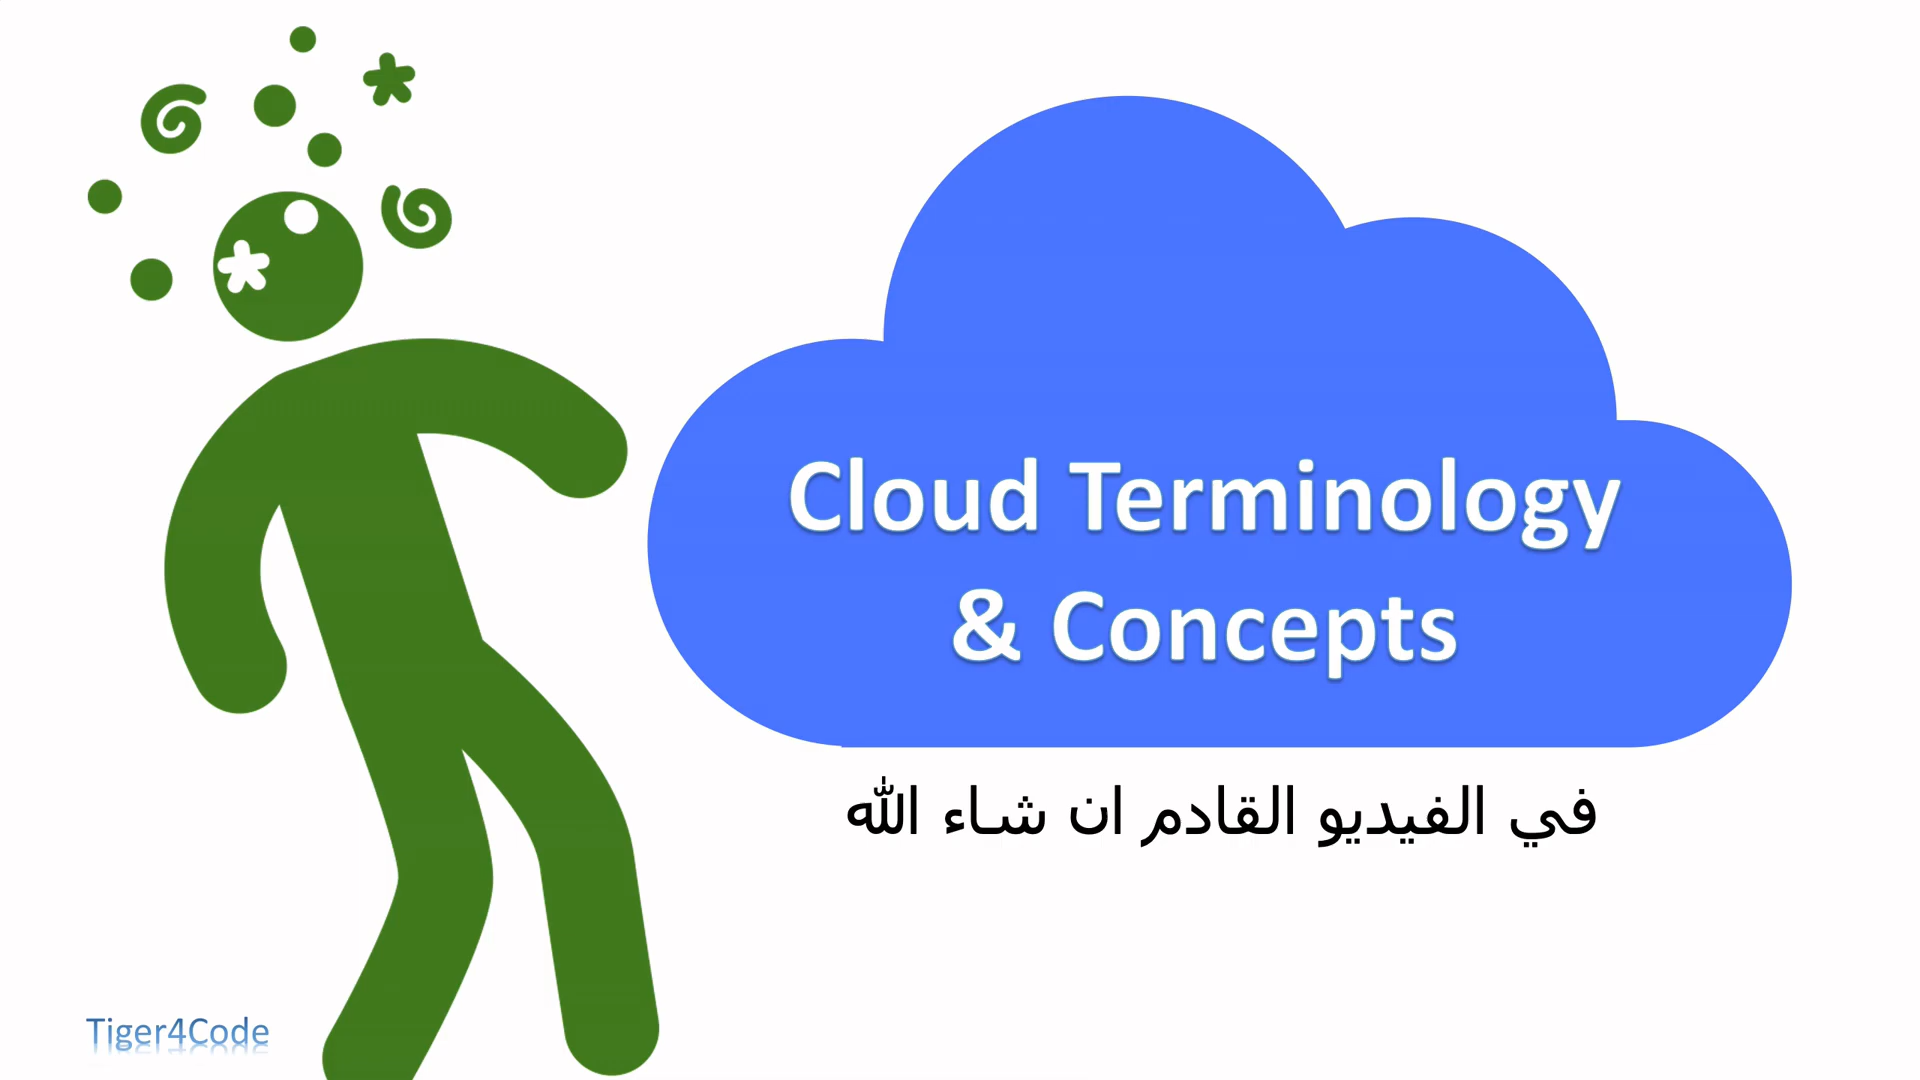 Cloud Terminology
& Concepts
في الفيديو القادم ان شاء الله
Tiger4Code